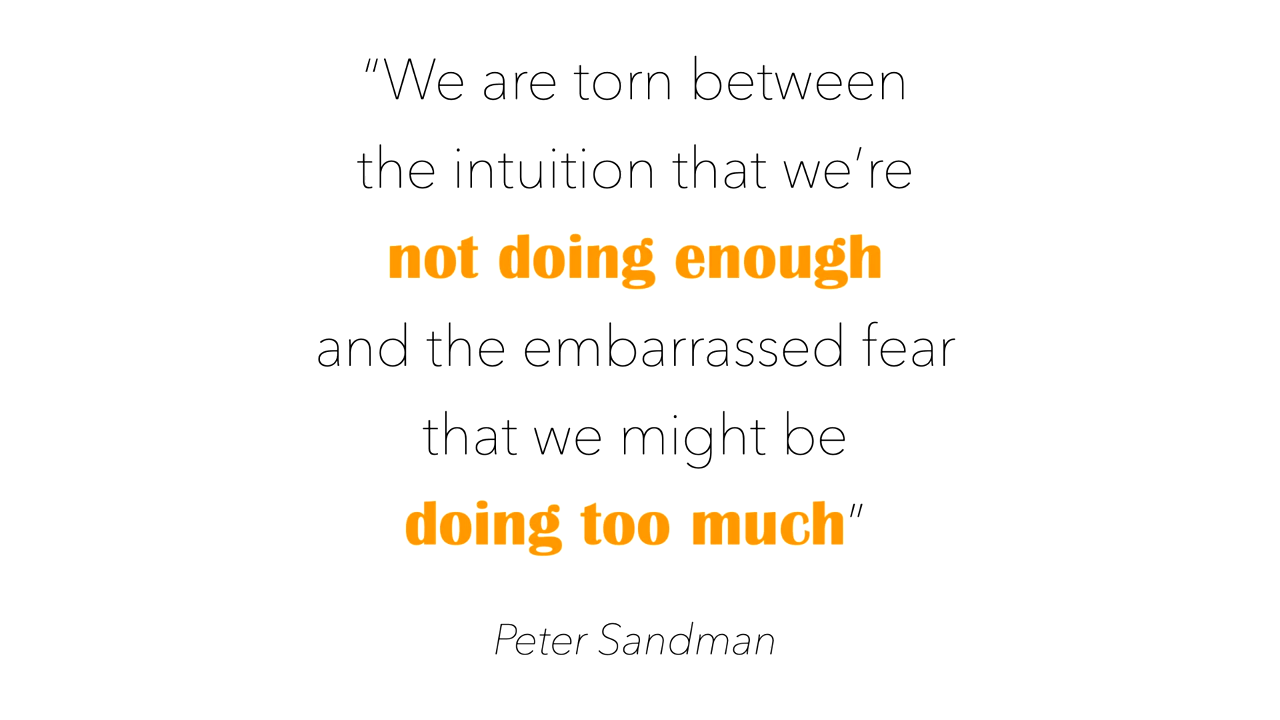 “We are torn between
the intuition that we’re
not doing enough
and the embarrassed fear
that we might be
doing too much”
Peter Sandman